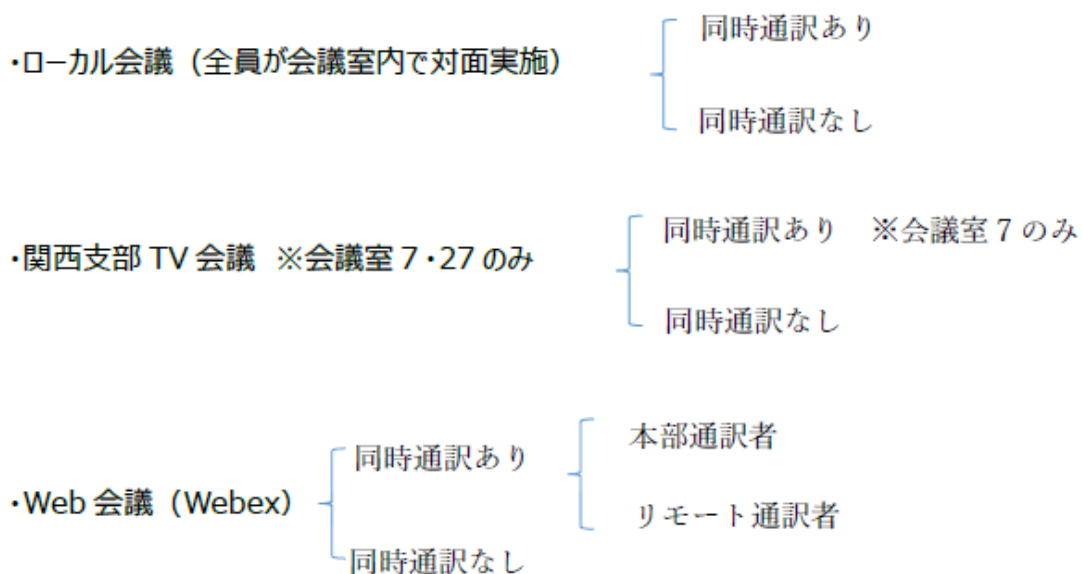 同時通訳あり
・ローカル会議（全員が会議室内で対面実施）
同時通訳なし
同時通訳あり　※会議室７のみ
・関西支部 TV 会議　※会議室 7・27 のみ
同時通訳なし
本部通訳者
同時通訳あり
・Web 会議（Webex）
リモート通訳者
同時通訳なし